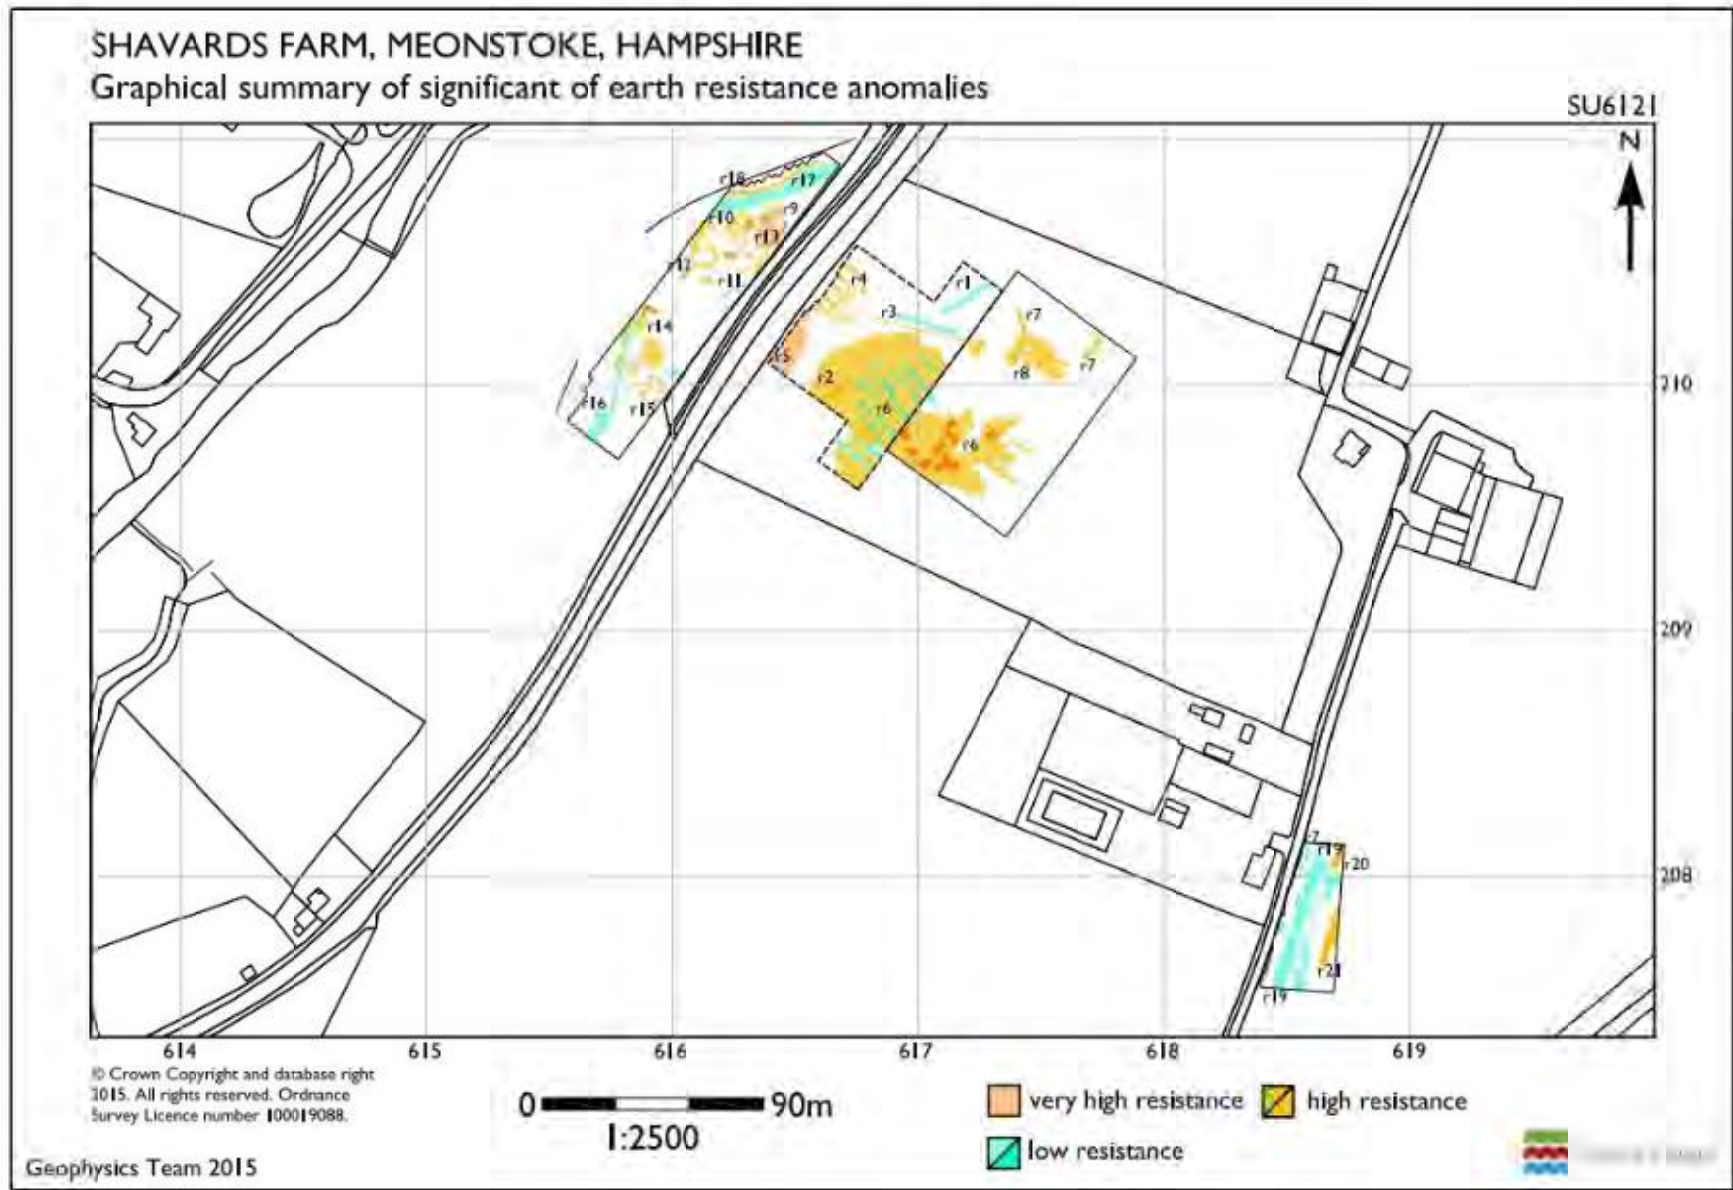 SHAVARDS FARM, MEONSTOKE, HAMPSHIRE
Graphical summary of significant of earth resistance anomalies
SU6121
N
r18
r17
r10
r9
r13
r12
r11
r4
r1
r3
r7
r14
r5
r8
r7
r2
210
r16
r15
r6
r6
209
r19
r20
208
r21
r19
614
615
616
617
618
619
© Crown Copyright and database right
2015. All rights reserved. Ordnance
Survey Licence number 100019088.
0
90m
1:2500
very high resistance
high resistance
low resistance
Geophysics Team 2015